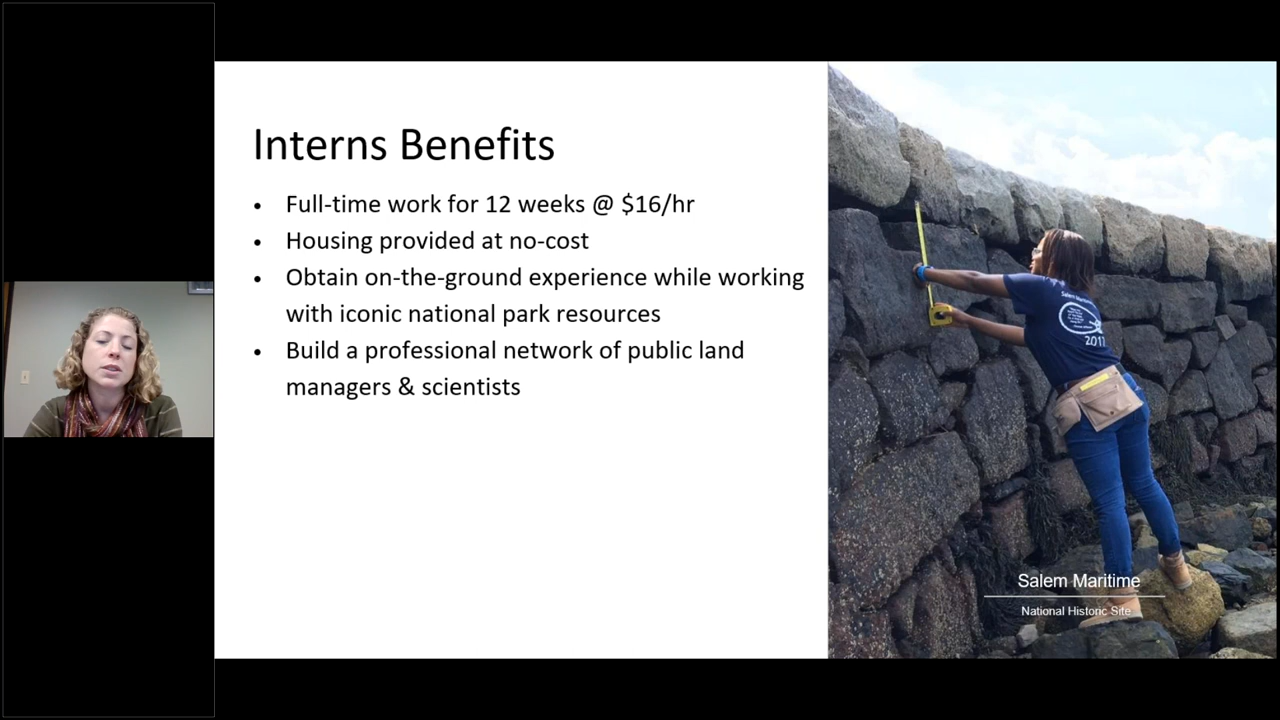 Interns Benefits
• Full-time work for 12 weeks @ $16/hr
• Housing provided at no-cost
• Obtain on-the-ground experience while working
with iconic national park resources
• Build a professional network of public land
managers & scientists
Salem Maritime
2011
Salem Maritime
National Historic Site